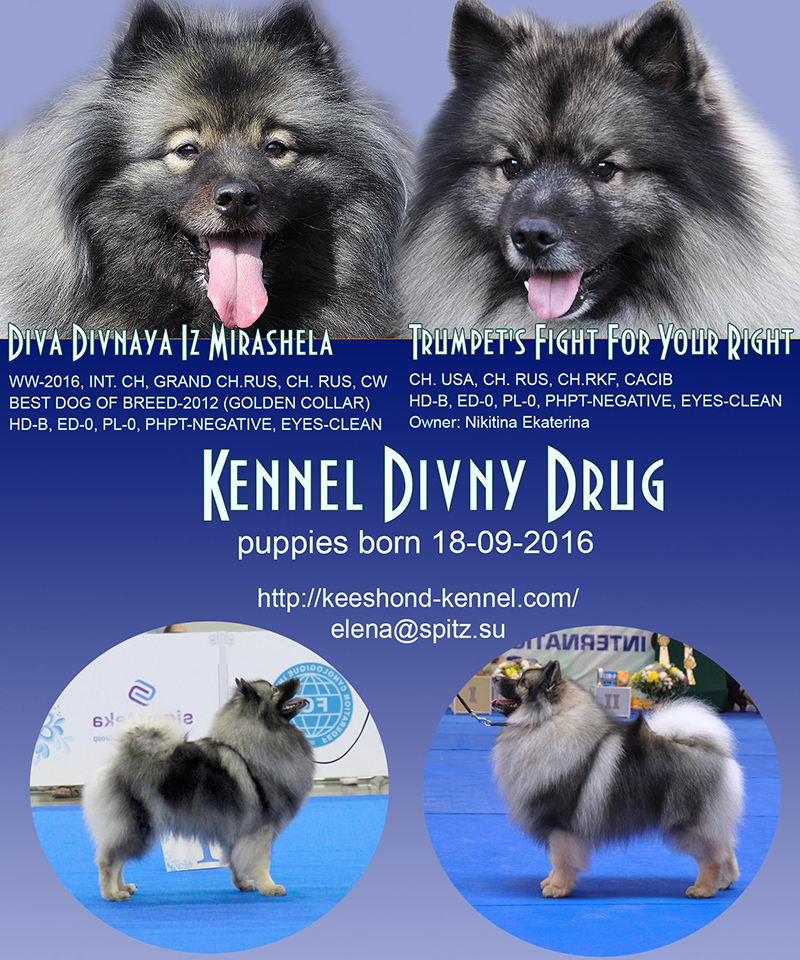 Diva Divnaya Iz Mirashela
WW-2016, INT. CH, GRAND CH.RUS, CH. RUS, CW
BEST DOG OF BREED-2012 (GOLDEN COLLAR)
HD-B, ED-0, PL-0, PHPT-NEGATIVE, EYES-CLEAN
Trumpet's Fight For Your Right
CH. USA, CH. RUS, CH.RKF, CACIB
HD-B, ED-0, PL-0, PHPT-NEGATIVE, EYES-CLEAN
Owner: Nikitina Ekaterina
Kennel Divny Drug
puppies born 18-09-2016
http://keeshond-kennel.com/
elena@spitz.su
INTERNATIO
II
I